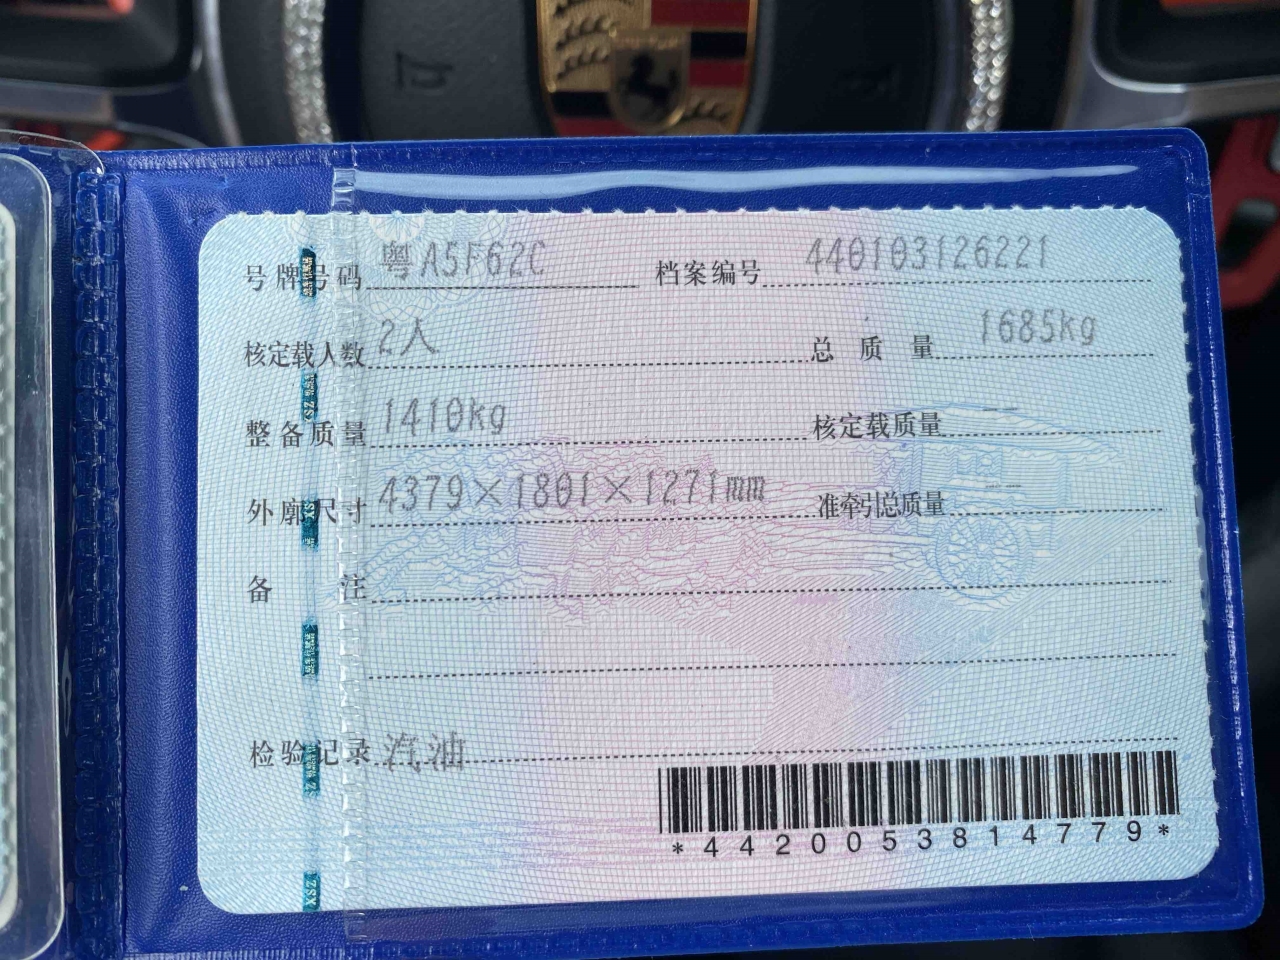 号牌号码 粤A5F62C 档案编号 440103126221
核定载人数 2人 总质量 1685kg
整备质量 1410kg 核定载质量 --
外廓尺寸 4379×1801×1271mm 准牵引总质量 --
备注
检验记录 汽油
*4420053814779*